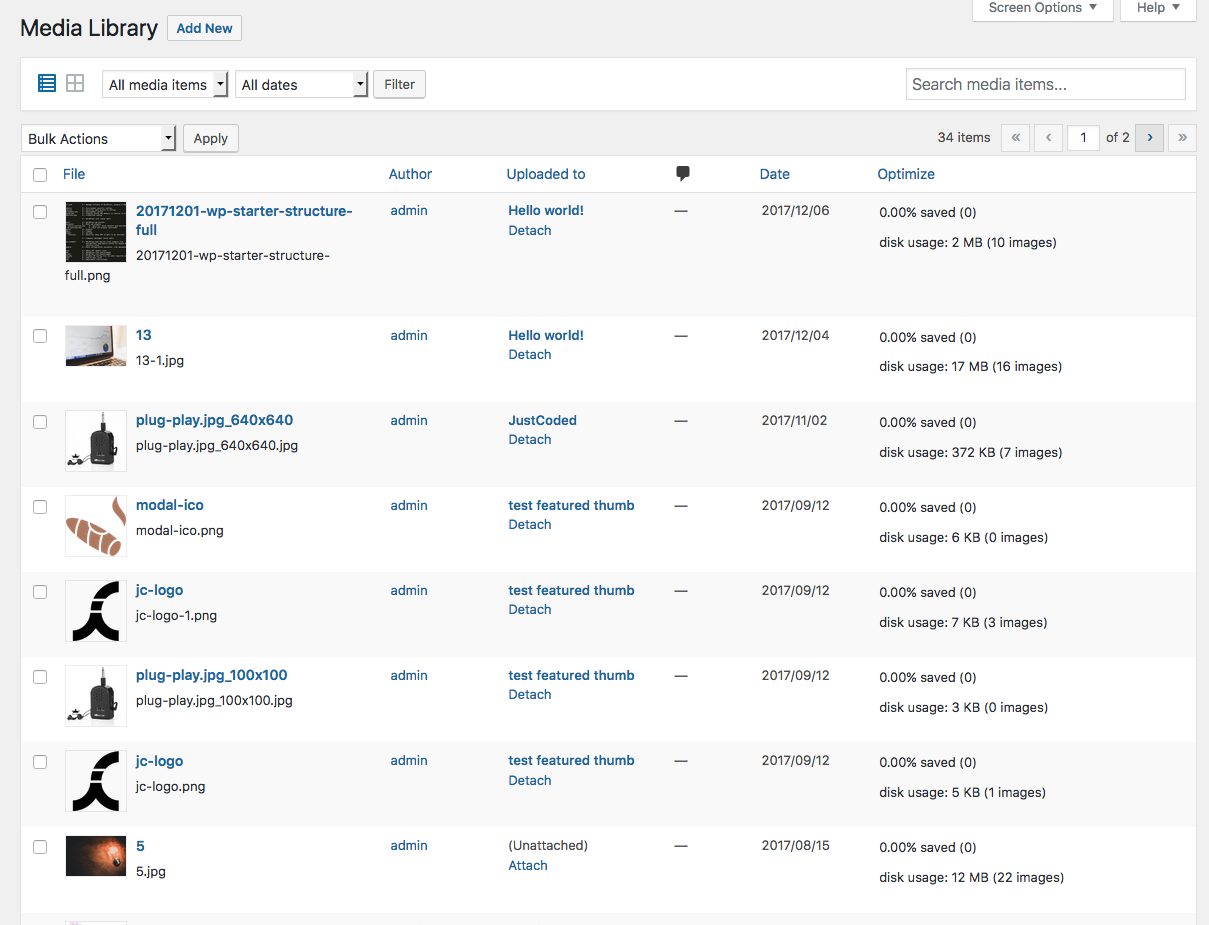 Screen Options ▼ Help ▼
Media Library Add New
All media items All dates Filter Search media items...
Bulk Actions Apply 34 items « ‹ 1 of 2 › »
File Author Uploaded to Date Optimize
20171201-wp-starter-structure- admin Hello world! — 2017/12/06 0.00% saved (0)
full Detach
disk usage: 2 MB (10 images)
20171201-wp-starter-structure-
full.png
13 admin Hello world! — 2017/12/04 0.00% saved (0)
13-1.jpg Detach disk usage: 17 MB (16 images)
plug-play.jpg_640x640 admin JustCoded — 2017/11/02 0.00% saved (0)
plug-play.jpg_640x640.jpg Detach disk usage: 372 KB (7 images)
modal-ico admin test featured thumb — 2017/09/12 0.00% saved (0)
modal-ico.png Detach disk usage: 6 KB (0 images)
jc-logo admin test featured thumb — 2017/09/12 0.00% saved (0)
jc-logo-1.png Detach disk usage: 7 KB (3 images)
plug-play.jpg_100x100 admin test featured thumb — 2017/09/12 0.00% saved (0)
plug-play.jpg_100x100.jpg Detach disk usage: 3 KB (0 images)
jc-logo admin test featured thumb — 2017/09/12 0.00% saved (0)
jc-logo.png Detach disk usage: 5 KB (1 images)
5 admin (Unattached) — 2017/08/15 0.00% saved (0)
5.jpg Attach disk usage: 12 MB (22 images)